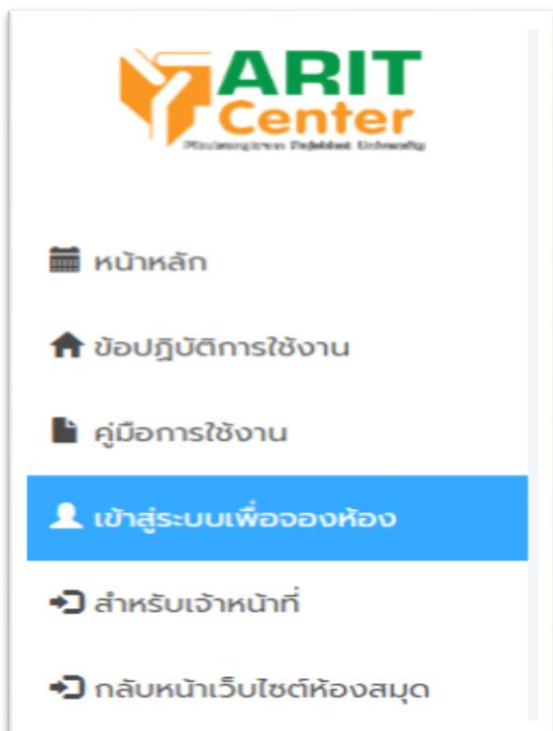 ARIT
Center
Pibulsongkram Rajabhat University
หน้าหลัก
ข้อปฏิบัติการใช้งาน
คู่มือการใช้งาน
เข้าสู่ระบบเพื่อจองห้อง
สำหรับเจ้าหน้าที่
กลับหน้าเว็บไซต์ห้องสมุด